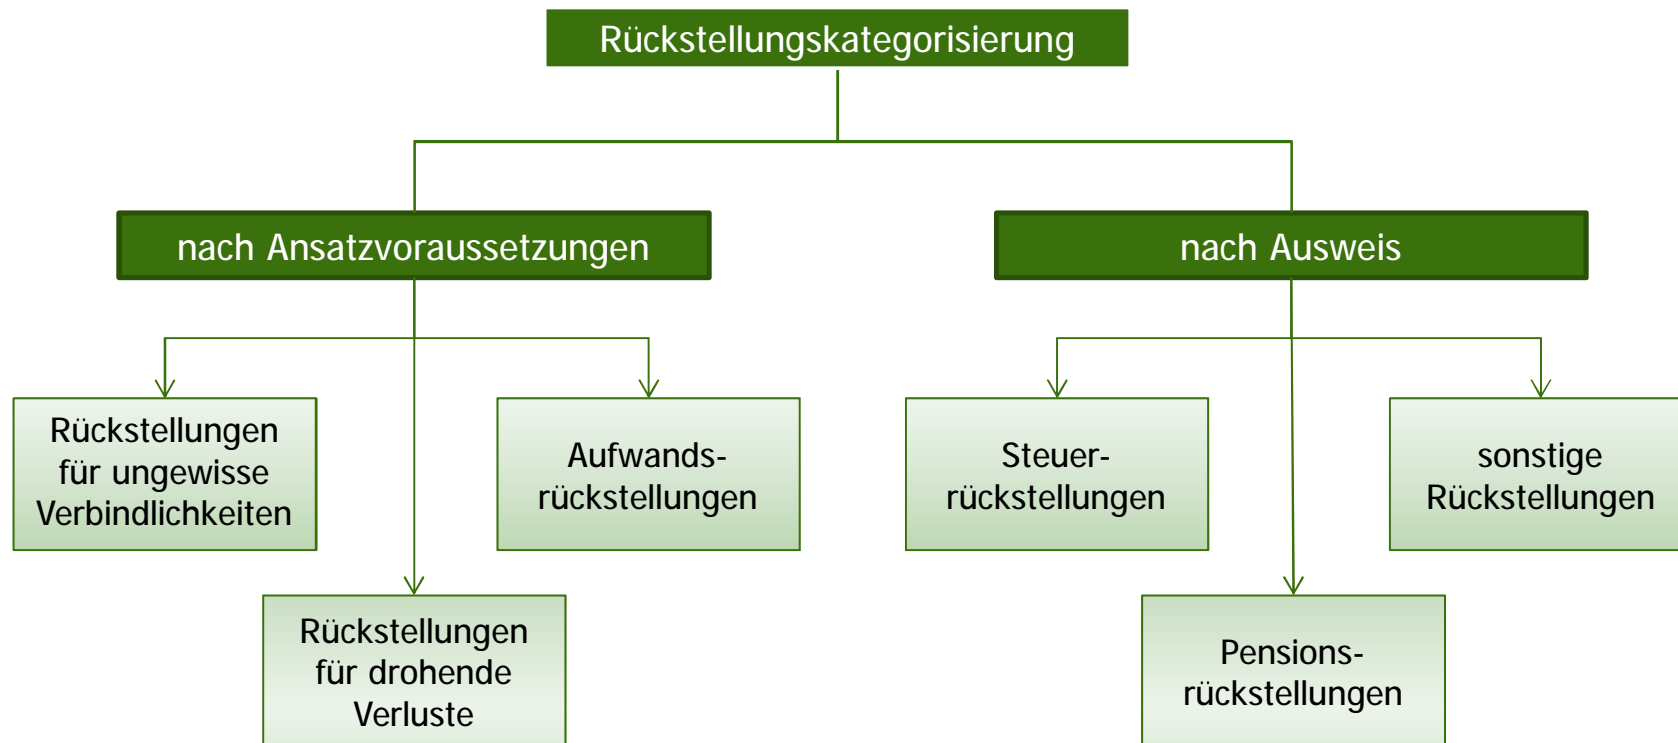 Rückstellungskategorisierung
nach Ansatzvoraussetzungen
nach Ausweis
Rückstellungen
für ungewisse
Verbindlichkeiten
Aufwands-
rückstellungen
Rückstellungen
für drohende
Verluste
Steuer-
rückstellungen
sonstige
Rückstellungen
Pensions-
rückstellungen